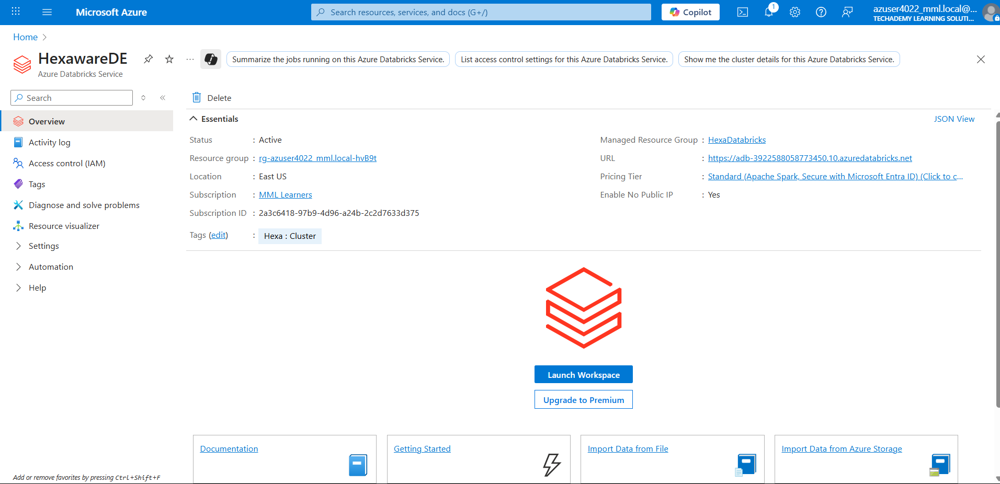 Microsoft Azure
Search resources, services, and docs (G+/)
Copilot
1
azuser4022_mml.local@...
TECHADEMY LEARNING SOLUTI...
Home
HexawareDE
Azure Databricks Service
...
Summarize the jobs running on this Azure Databricks Service.
List access control settings for this Azure Databricks Service.
Show me the cluster details for this Azure Databricks Service.
Search
Delete
Overview
Activity log
Access control (IAM)
Tags
Diagnose and solve problems
Resource visualizer
Settings
Automation
Help
Essentials
JSON View
Status : Active
Resource group : rg-azuser4022_mml.local-hvB9t
Location : East US
Subscription : MML Learners
Subscription ID : 2a3c6418-97b9-4d96-a24b-2c2d7633d375
Tags (edit) : Hexa : Cluster
Managed Resource Group : HexaDatabricks
URL : https://adb-3922588058773450.10.azuredatabricks.net
Pricing Tier : Standard (Apache Spark, Secure with Microsoft Entra ID) (Click to c...
Enable No Public IP : Yes
Launch Workspace
Upgrade to Premium
Documentation
Getting Started
Import Data from File
Import Data from Azure Storage
Add or remove favorites by pressing Ctrl+Shift+F